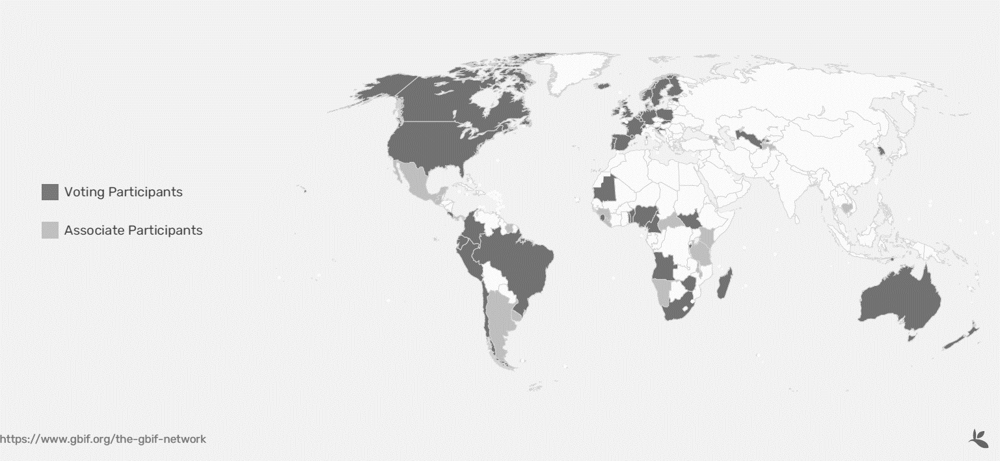 Voting Participants
Associate Participants
https://www.gbif.org/the-gbif-network